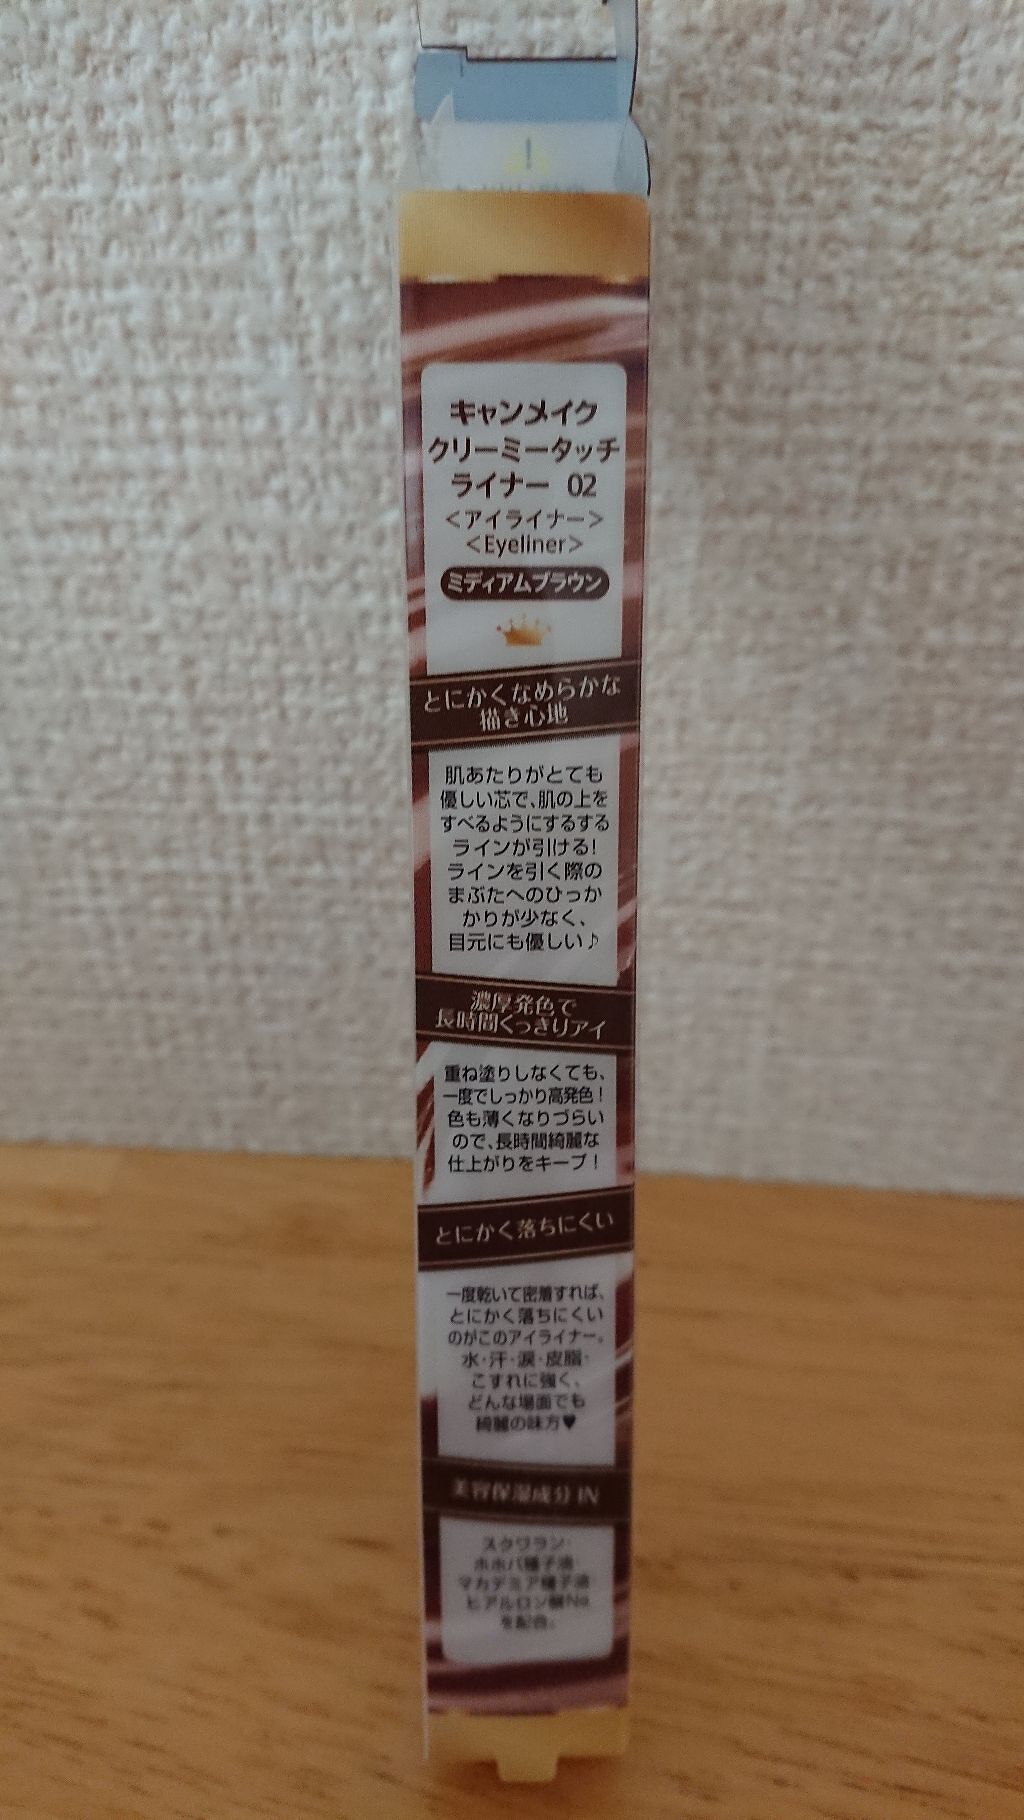 キャンメイク
クリーミータッチ
ライナー 02
＜アイライナー＞
＜Eyeliner＞
ミディアムブラウン
とにかくなめらかな
描き心地
肌あたりがとても
優しい芯で、肌の上を
すべるようにするする
ラインが引ける!
ラインを引く際の
まぶたへのひっか
かりが少なく、
目元にも優しい♪
濃厚発色で
長時間くっきりアイ
重ね塗りしなくても、
一度でしっかり高発色!
色も薄くなりづらい
ので、長時間綺麗な
仕上がりをキープ!
とにかく落ちにくい
一度乾いて密着すれば、
とにかく落ちにくい
のがこのアイライナー。
水・汗・涙・皮脂・
こすれに強く、
どんな場面でも
綺麗の味方♥
美容保湿成分 IN
スクワラン・
ホホバ種子油・
マカデミア種子油・
ヒアルロン酸Na
を配合。